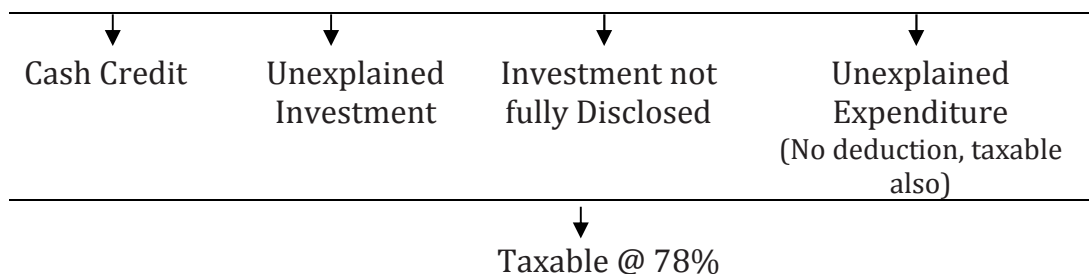 Cash Credit
Unexplained
Investment
Investment not
fully Disclosed
Unexplained
Expenditure
(No deduction, taxable
also)
Taxable @ 78%